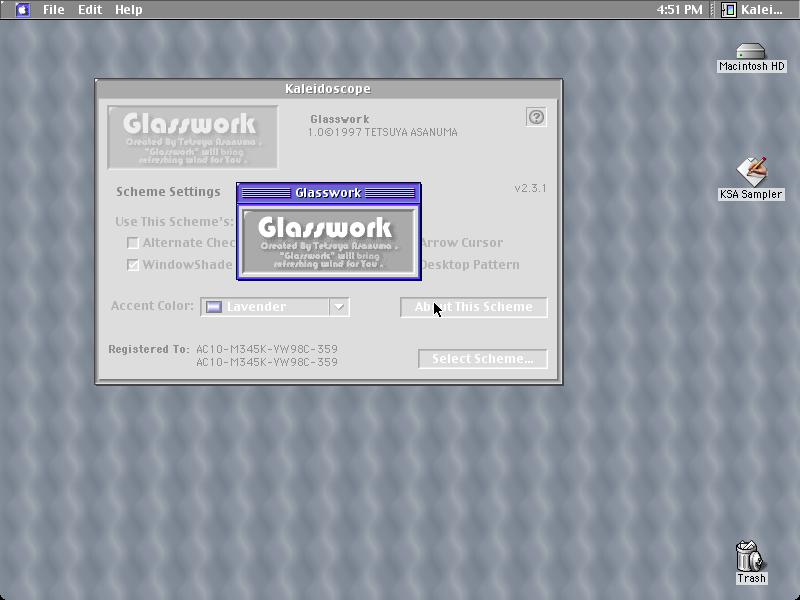 File Edit Help
4:51 PM Kalei...
Macintosh HD
Kaleidoscope
Glasswork
Created By Tetsuya Asanuma.
"Glasswork" will bring
refreshing wind for You.
Glasswork
1.0©1997 TETSUYA ASANUMA
?
KSA Sampler
Scheme Settings
v2.3.1
Glasswork
Glasswork
Created By Tetsuya Asanuma.
"Glasswork" will bring
refreshing wind for You.
Use This Scheme's:
Alternate Chec
Arrow Cursor
WindowShade
Desktop Pattern
Accent Color: Lavender
About This Scheme
Registered To: AC10-M345K-VW98C-359
AC10-M345K-VW98C-359
Select Scheme...
Trash